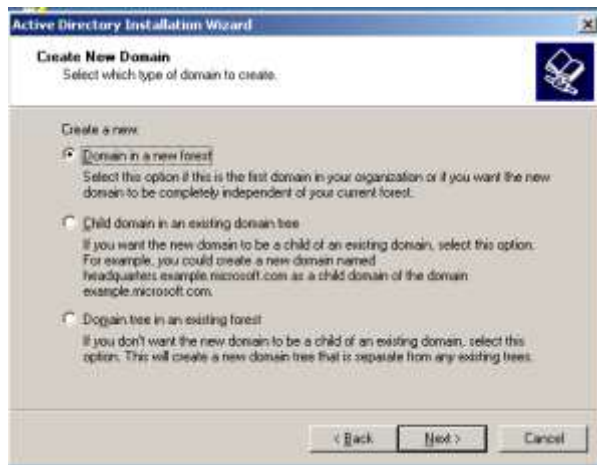 Active Directory Installation Wizard
Create New Domain
Select which type of domain to create.
Create a new:
Domain in a new forest
Select this option if this is the first domain in your organization or if you want the new
domain to be completely independent of your current forest.
Child domain in an existing domain tree
If you want the new domain to be a child of an existing domain, select this option.
For example, you could create a new domain named
headquarters.example.microsoft.com as a child domain of the domain
example.microsoft.com.
Domain tree in an existing forest
If you don't want the new domain to be a child of an existing domain, select this
option. This will create a new domain tree that is separate from any existing trees.
< Back Next > Cancel